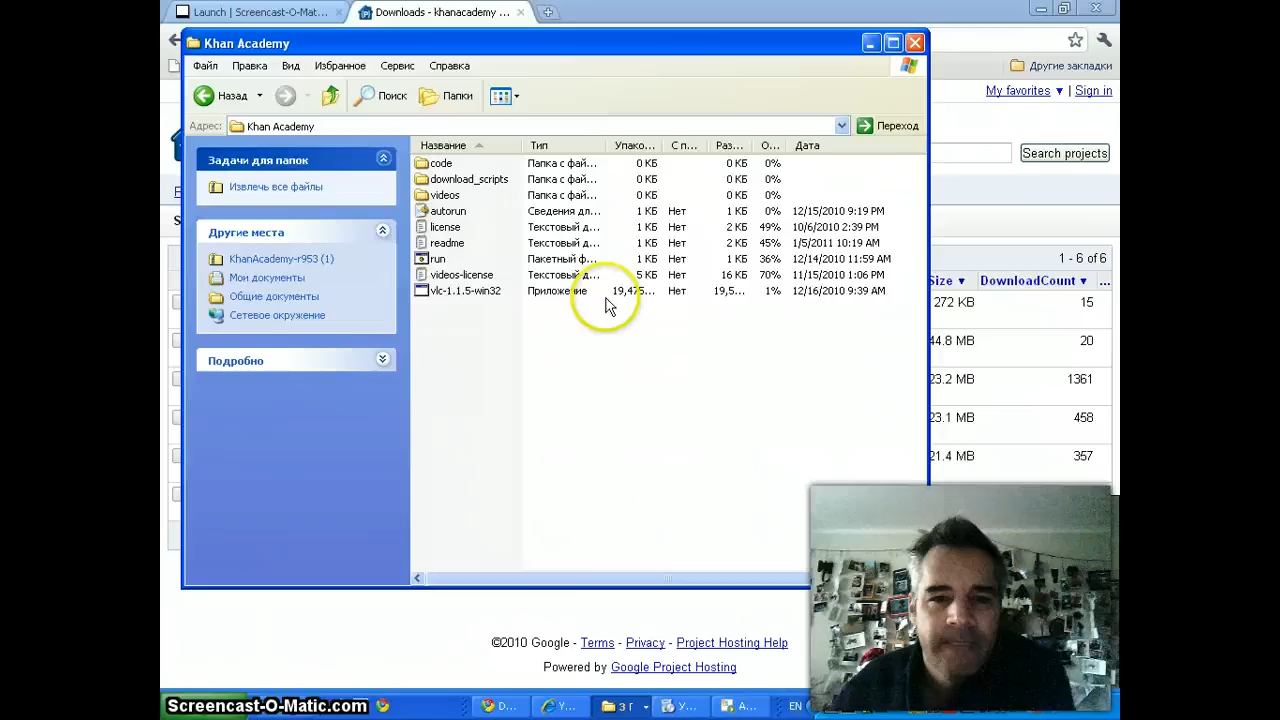 Launch | Screencast-O-Mat...
Downloads - khanacademy ...
Khan Academy
Файл Правка Вид Избранное Сервис Справка
Другие закладки
My favorites ▼ | Sign in
Назад Поиск Папки
Адрес: Khan Academy Переход
Search projects
Задачи для папок
Извлечь все файлы
Другие места
KhanAcademy-r953 (1)
Мои документы
Общие документы
Сетевое окружение
Подробно
Название Тип Упако... С п... Раз... О... Дата
code Папка с фай... 0 КБ 0 КБ 0%
download_scripts Папка с фай... 0 КБ 0 КБ 0%
videos Папка с фай... 0 КБ 0 КБ 0%
autorun Сведения дл... 1 КБ Нет 1 КБ 0% 12/15/2010 9:19 PM
license Текстовый д... 1 КБ Нет 2 КБ 49% 10/6/2010 2:39 PM
readme Текстовый д... 1 КБ Нет 2 КБ 45% 1/5/2011 10:19 AM
run Пакетный ф... 1 КБ Нет 1 КБ 36% 12/14/2010 11:59 AM
videos-license Текстовый д... 5 КБ Нет 16 КБ 70% 11/15/2010 1:06 PM
vlc-1.1.5-win32 Приложение 19,475... Нет 19,5... 1% 12/16/2010 9:39 AM
1 - 6 of 6
Size ▼ DownloadCount ▼ ...
272 KB 15
44.8 MB 20
23.2 MB 1361
23.1 MB 458
21.4 MB 357
©2010 Google - Terms - Privacy - Project Hosting Help
Powered by Google Project Hosting
Screencast-O-Matic.com D... Y... 3 Г У... A... EN